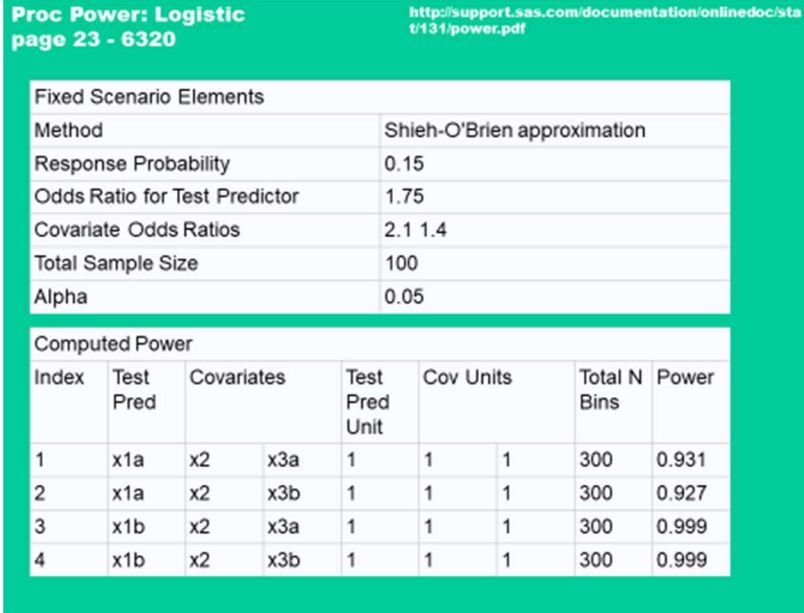 Proc Power: Logistic
page 23 - 6320
http://support.sas.com/documentation/onlinedoc/sta
t/131/power.pdf
Fixed Scenario Elements
Method Shieh-O'Brien approximation
Response Probability 0.15
Odds Ratio for Test Predictor 1.75
Covariate Odds Ratios 2.1 1.4
Total Sample Size 100
Alpha 0.05
Computed Power
Index Test Covariates Test Cov Units Total N Power
Pred Pred Bins
Unit
1 x1a x2 x3a 1 1 1 300 0.931
2 x1a x2 x3b 1 1 1 300 0.927
3 x1b x2 x3a 1 1 1 300 0.999
4 x1b x2 x3b 1 1 1 300 0.999